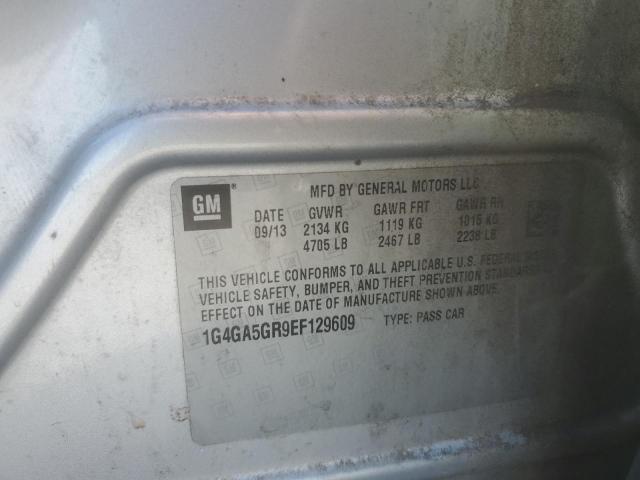 GM
MFD BY GENERAL MOTORS LLC
DATE GVWR GAWR FRT GAWR RR
09/13 2134 KG 1119 KG 1015 KG
4705 LB 2467 LB 2238 LB
THIS VEHICLE CONFORMS TO ALL APPLICABLE U.S. FEDERAL
VEHICLE SAFETY, BUMPER, AND THEFT PREVENTION STANDARDS
EFFECT ON THE DATE OF MANUFACTURE SHOWN ABOVE.
1G4GA5GR9EF129609 TYPE: PASS CAR